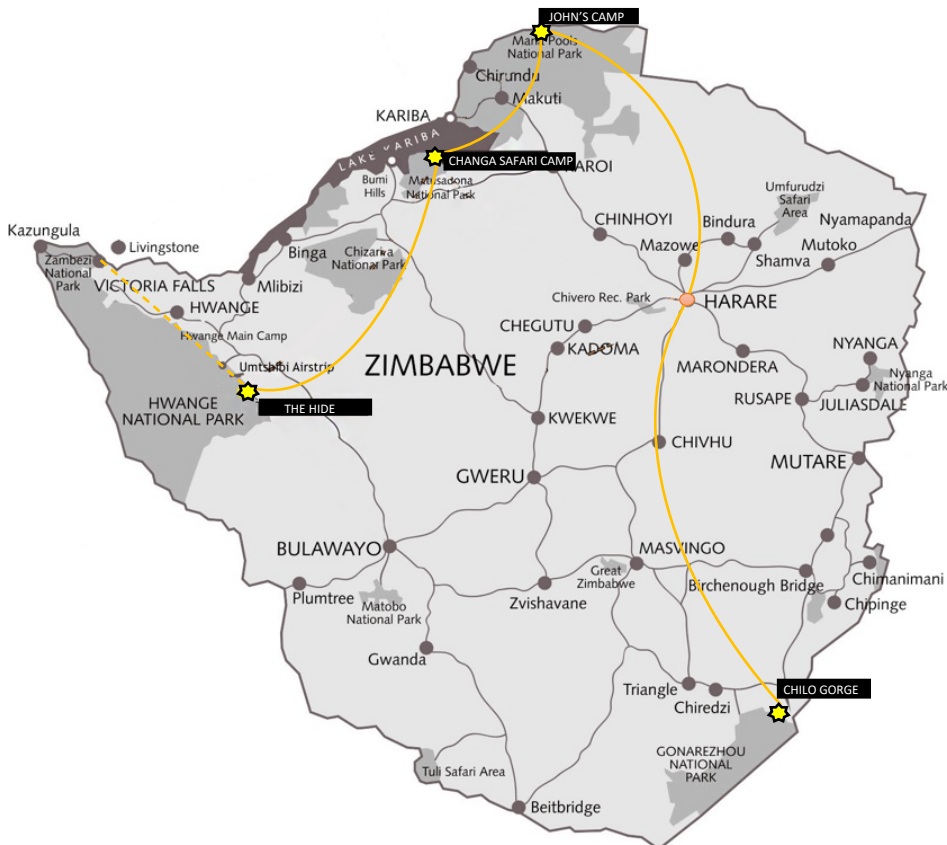 JOHN'S CAMP
Mana Pools
National Park
Chirundu
Makuti
KARIBA
LAKE KARIBA
CHANGA SAFARI CAMP
KAROI
Bumi
Hills
Matusadona
National Park
Umfurudzi
Safari
Area
CHINHOYI
Bindura
Nyamapanda
Kazungula
Livingstone
Binga
Mazowe
Shamva
Mutoko
Zambezi
National
Park
Chizarira
National Park
VICTORIA FALLS
Mlibizi
HWANGE
Chivero Rec. Park
HARARE
CHEGUTU
Hwange Main Camp
KADOMA
NYANGA
Umtshibi Airstrip
ZIMBABWE
MARONDERA
Nyanga
National Park
RUSAPE
JULIASDALE
THE HIDE
HWANGE
NATIONAL PARK
KWEKWE
CHIVHU
MUTARE
GWERU
BULAWAYO
MASVINGO
Great
Zimbabwe
Birchenough Bridge
Chimanimani
Plumtree
Zvishavane
Chipinge
Matobo
National Park
Gwanda
Triangle
CHILO GORGE
Chiredzi
GONAREZHOU
NATIONAL
PARK
Tuli Safari Area
Beitbridge